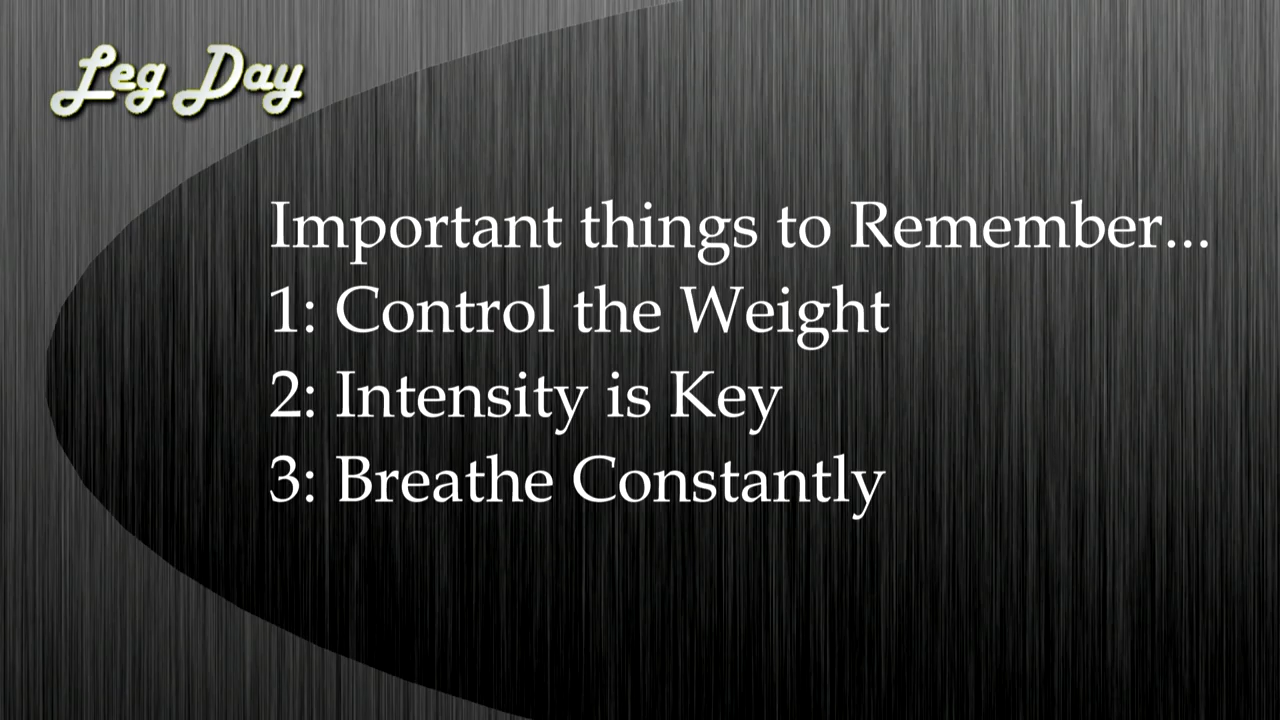 Leg Day
Important things to Remember...
1: Control the Weight
2: Intensity is Key
3: Breathe Constantly